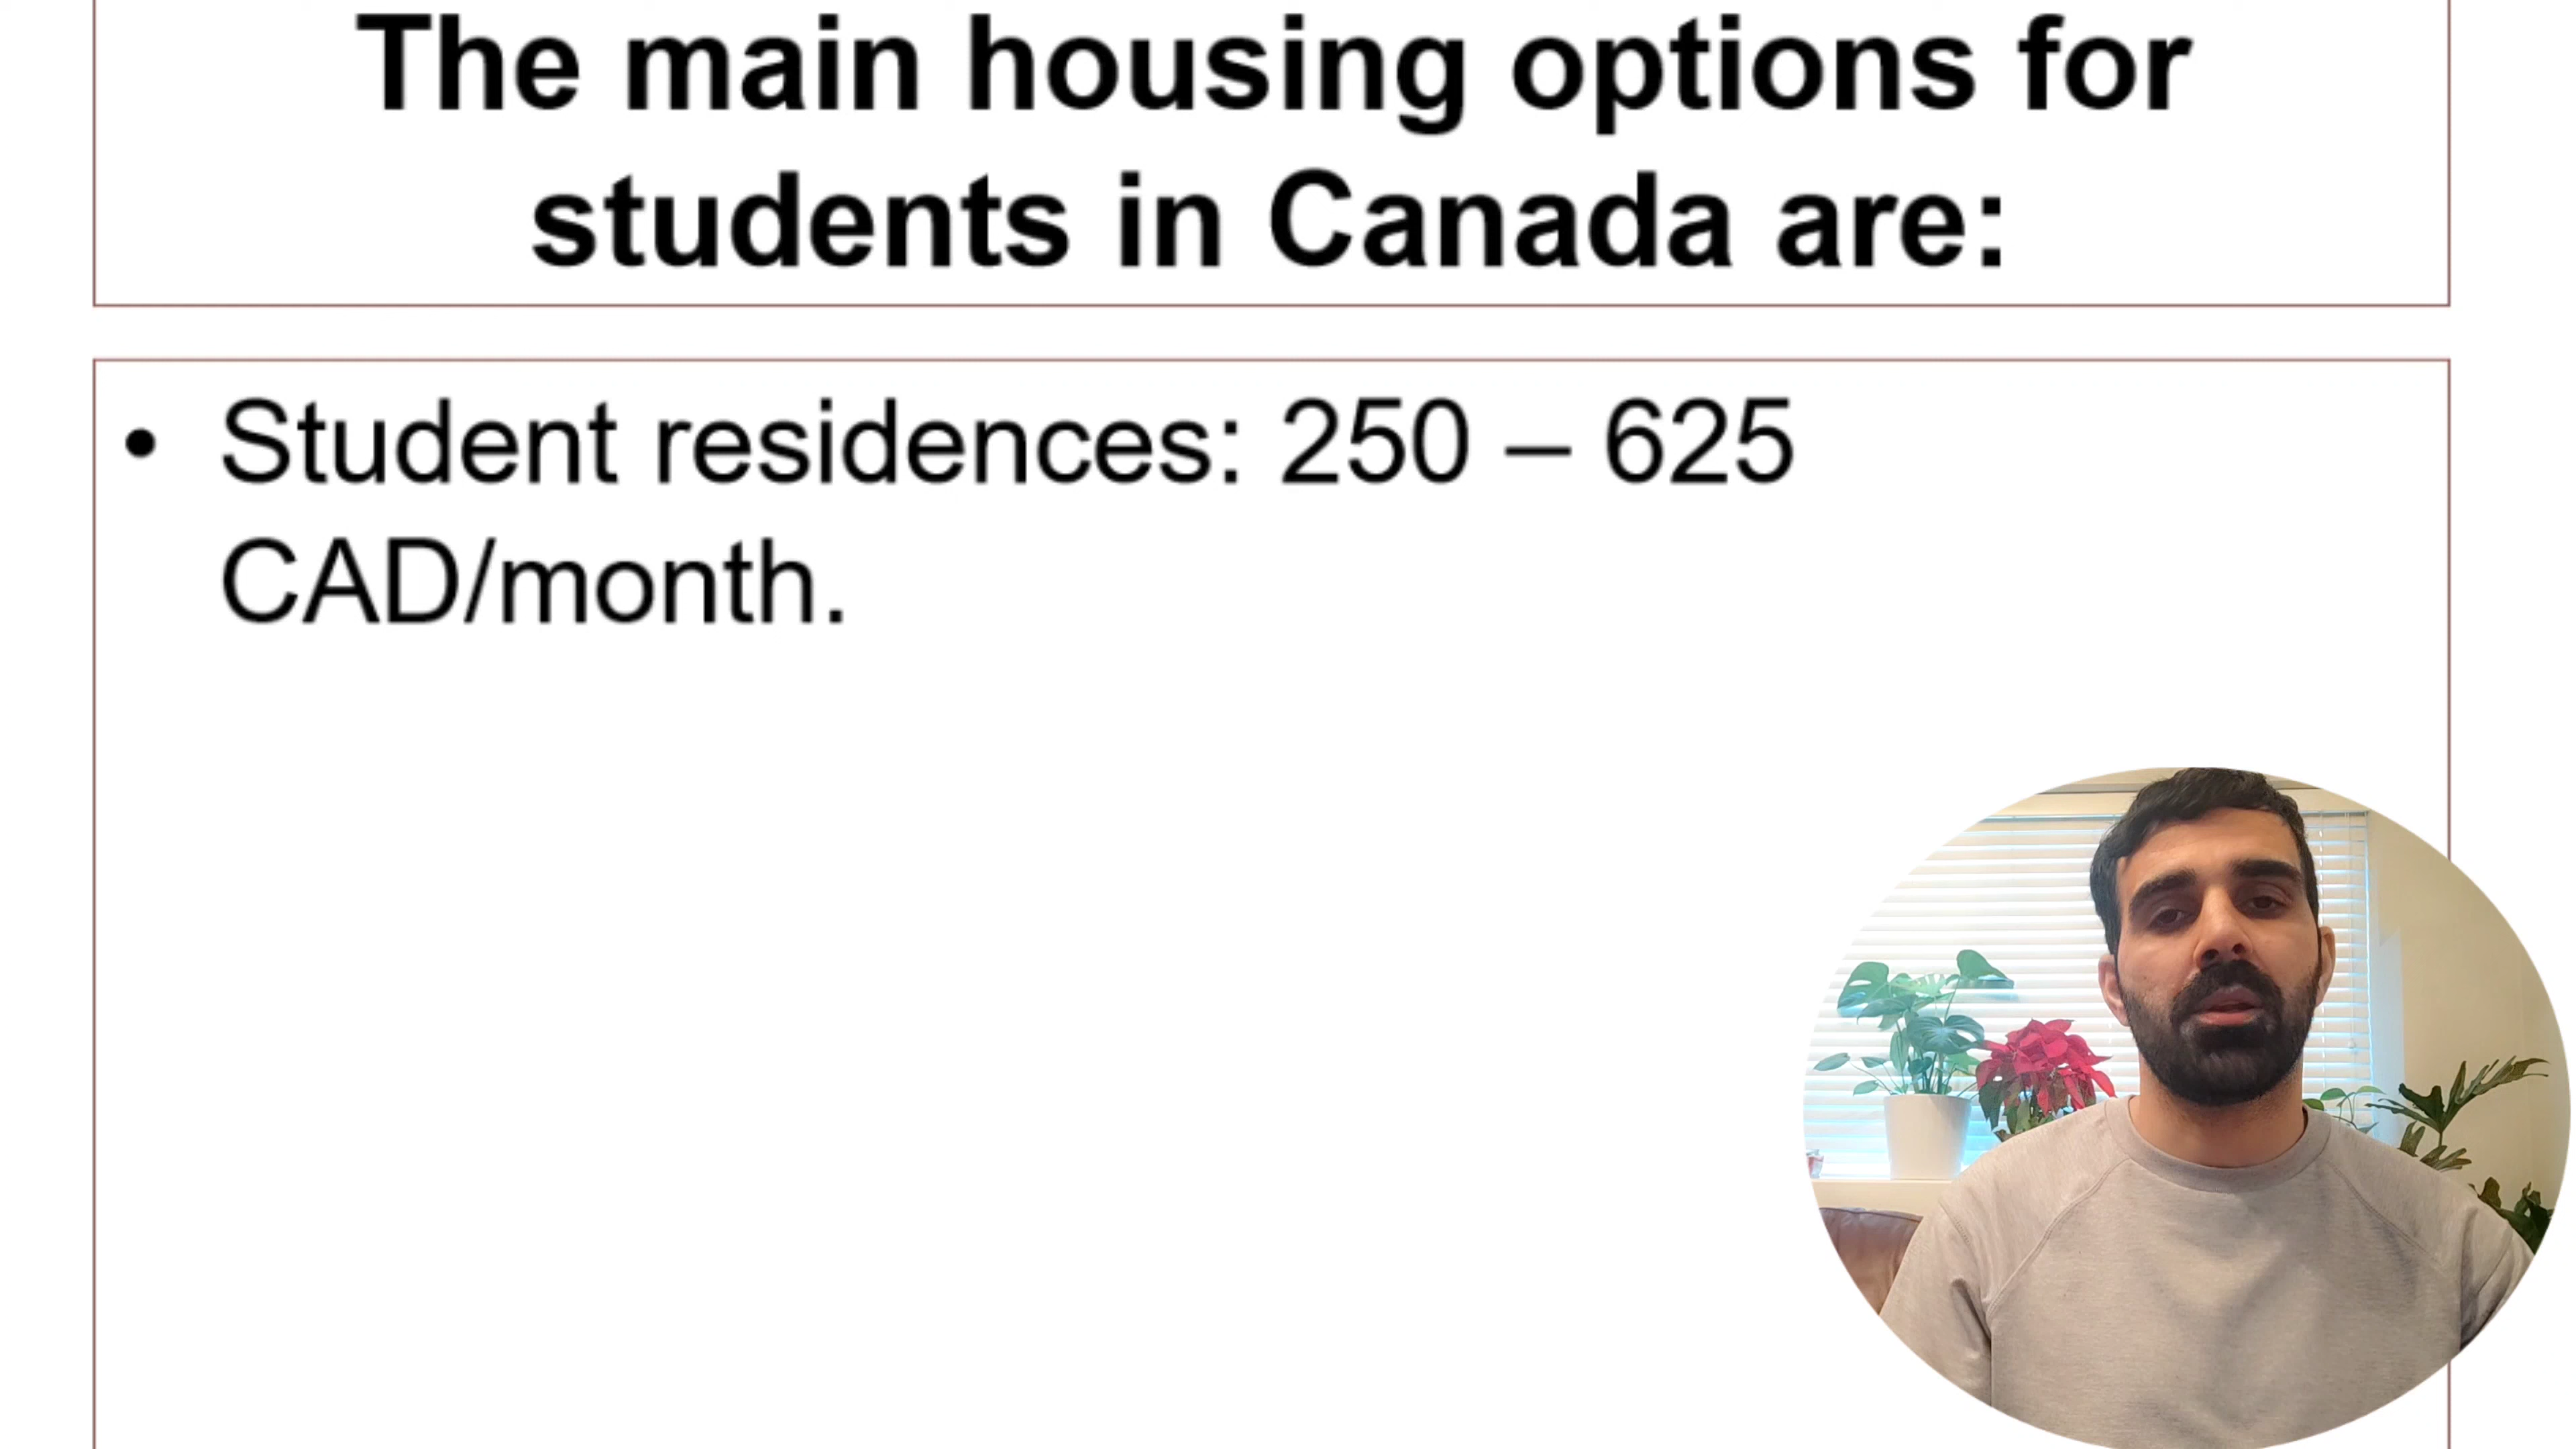 The main housing options for
students in Canada are:
• Student residences: 250 – 625
CAD/month.